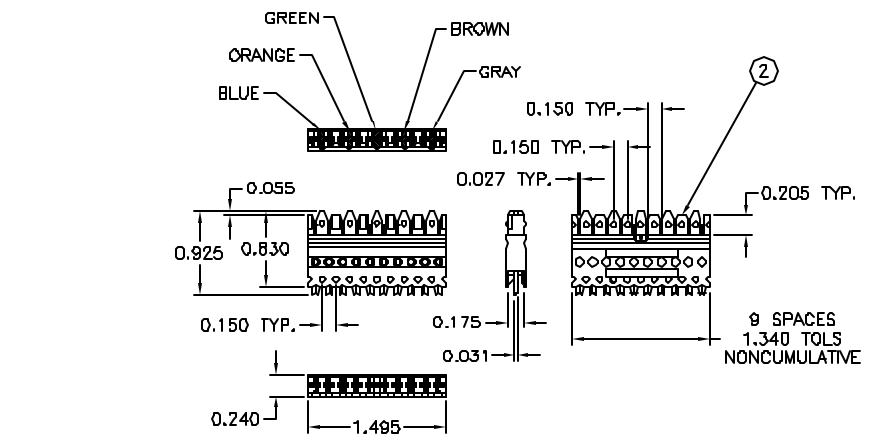 GREEN
BROWN
ORANGE
GRAY
BLUE
2
0.150 TYP.
0.150 TYP.
0.027 TYP.
0.055
0.205 TYP.
0.925
0.830
0.150 TYP.
0.175
9 SPACES
1.340 TOLS
NONCUMULATIVE
0.031
0.240
1.495